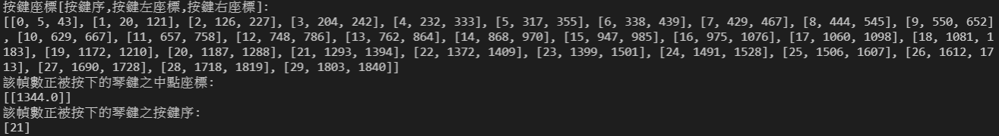 按鍵座標[按鍵序,按鍵左座標,按鍵右座標]:
[[0, 5, 43], [1, 20, 121], [2, 126, 227], [3, 204, 242], [4, 232, 333], [5, 317, 355], [6, 338, 439], [7, 429, 467], [8, 444, 545], [9, 550, 652]
, [10, 629, 667], [11, 657, 758], [12, 748, 786], [13, 762, 864], [14, 868, 970], [15, 947, 985], [16, 975, 1076], [17, 1060, 1098], [18, 1081, 1
183], [19, 1172, 1210], [20, 1187, 1288], [21, 1293, 1394], [22, 1372, 1409], [23, 1399, 1501], [24, 1491, 1528], [25, 1506, 1607], [26, 1612, 17
13], [27, 1690, 1728], [28, 1718, 1819], [29, 1803, 1840]]
該幀數正被按下的琴鍵之中點座標:
[[1344.0]]
該幀數正被按下的琴鍵之按鍵序:
[21]